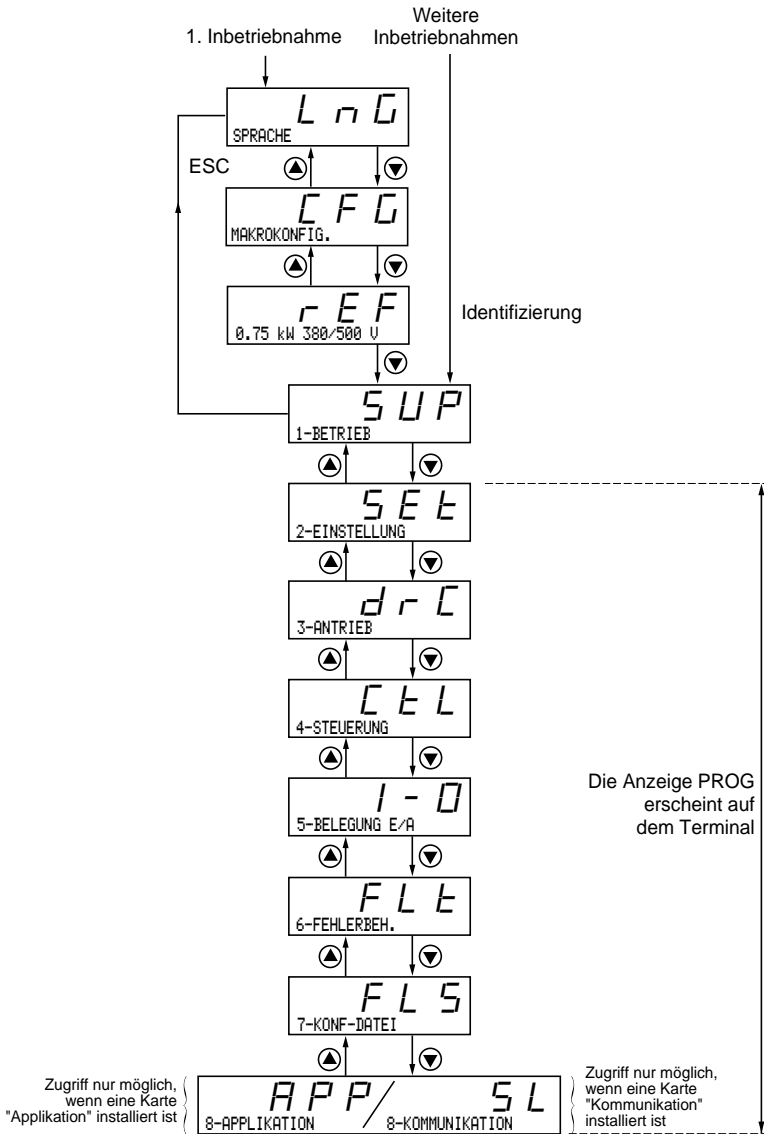 Weitere
1. Inbetriebnahme
Inbetriebnahmen
LnG
SPRACHE
ESC
CFG
MAKROKONFIG.
rEF
0.75 kW 380/500 V
Identifizierung
SUP
1-BETRIEB
SEt
2-EINSTELLUNG
drC
3-ANTRIEB
CtL
4-STEUERUNG
I-O
5-BELEGUNG E/A
Die Anzeige PROG
erscheint auf
dem Terminal
FLt
6-FEHLERBEH.
FLS
7-KONF-DATEI
Zugriff nur möglich,
wenn eine Karte
"Applikation" installiert ist
APP/ SL
8-APPLIKATION 8-KOMMUNIKATION
Zugriff nur möglich,
wenn eine Karte
"Kommunikation"
installiert ist